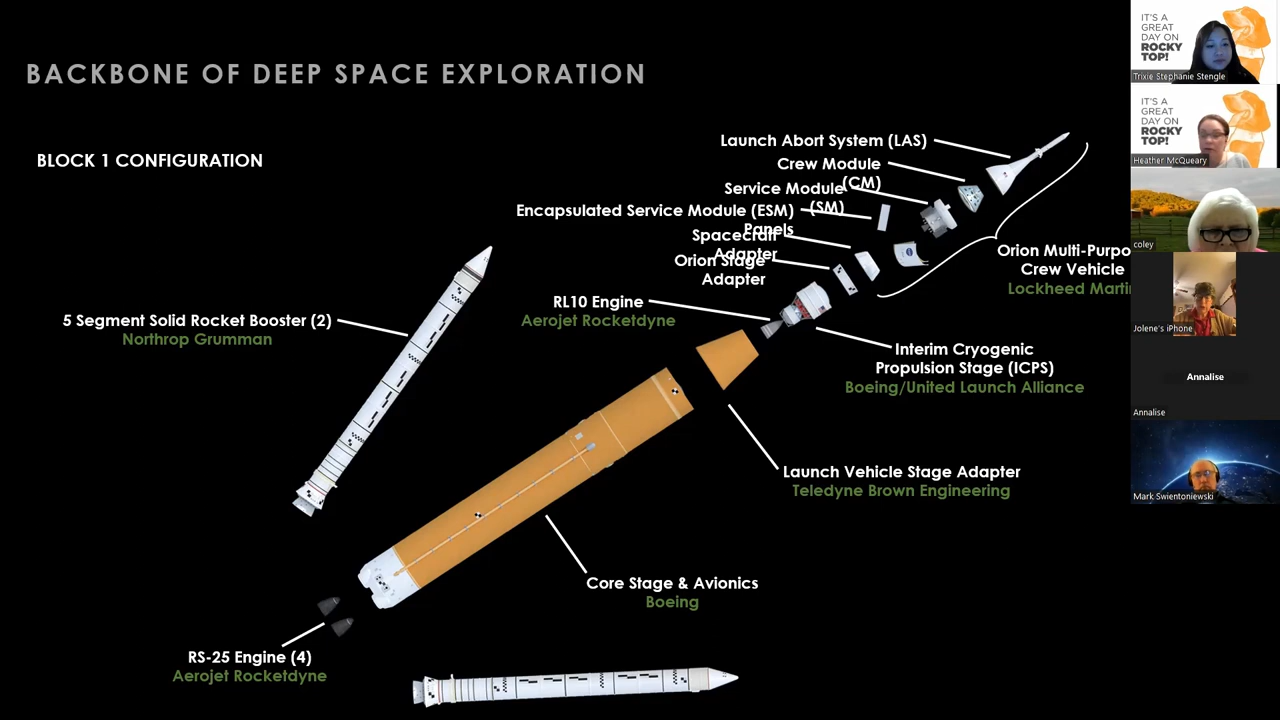 BACKBONE OF DEEP SPACE EXPLORATION
BLOCK 1 CONFIGURATION
Launch Abort System (LAS)
Crew Module
(CM)
Service Module
(SM)
Encapsulated Service Module (ESM)
Panels
Spacecraft
Adapter
Orion Stage
Adapter
RL10 Engine
Aerojet Rocketdyne
Orion Multi-Purpo
Crew Vehicle
Lockheed Marti
Interim Cryogenic
Propulsion Stage (ICPS)
Boeing/United Launch Alliance
5 Segment Solid Rocket Booster (2)
Northrop Grumman
Launch Vehicle Stage Adapter
Teledyne Brown Engineering
Core Stage & Avionics
Boeing
RS-25 Engine (4)
Aerojet Rocketdyne
IT'S A
GREAT
DAY ON
ROCKY
TOP!
Trixie Stephanie Stengle
IT'S A
GREAT
DAY ON
ROCKY
TOP!
Heather McQueary
coley
Jolene's iPhone
Annalise
Annalise
Mark Swientoniewski